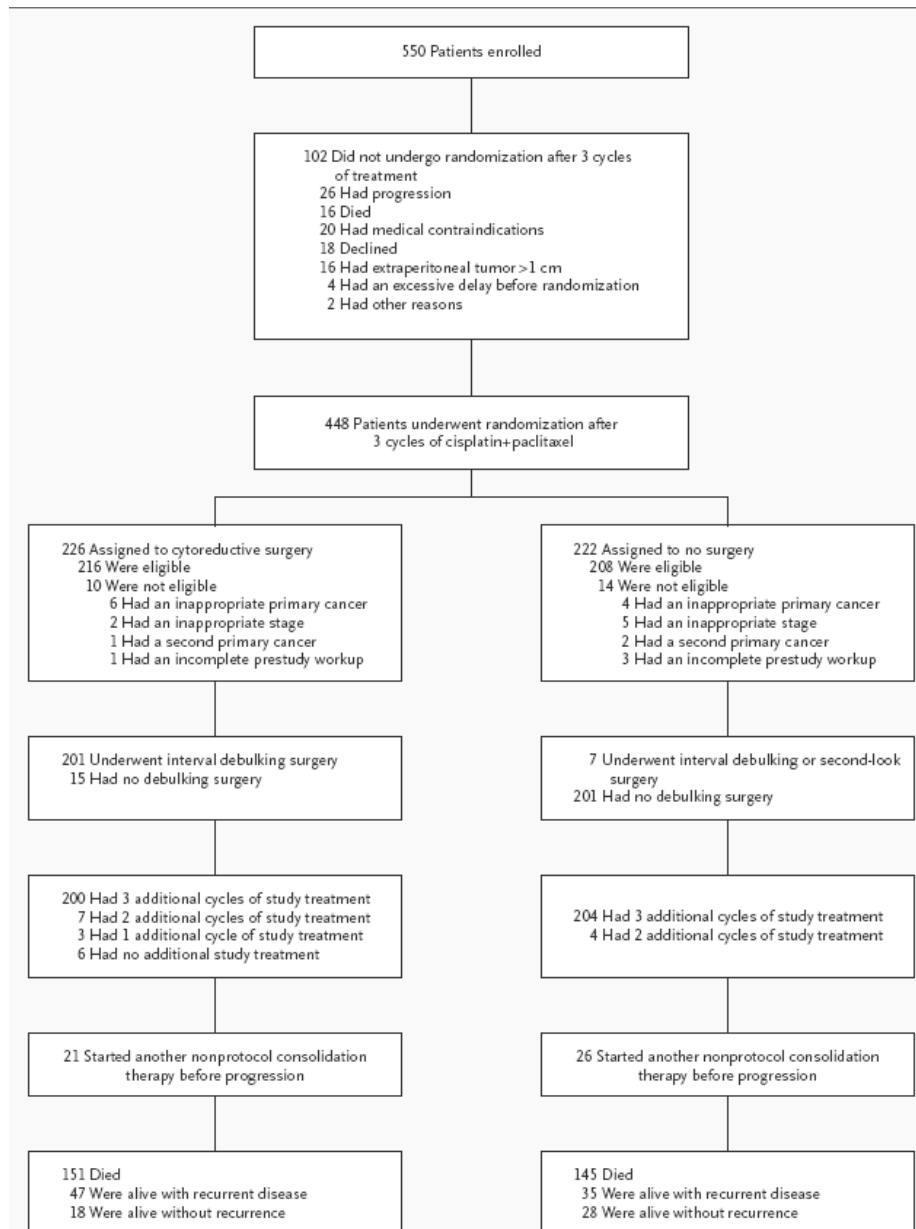 550 Patients enrolled
102 Did not undergo randomization after 3 cycles
of treatment
26 Had progression
16 Died
20 Had medical contraindications
18 Declined
16 Had extraperitoneal tumor >1 cm
4 Had an excessive delay before randomization
2 Had other reasons
448 Patients underwent randomization after
3 cycles of cisplatin+paclitaxel
226 Assigned to cytoreductive surgery
216 Were eligible
10 Were not eligible
6 Had an inappropriate primary cancer
2 Had an inappropriate stage
1 Had a second primary cancer
1 Had an incomplete prestudy workup
222 Assigned to no surgery
208 Were eligible
14 Were not eligible
4 Had an inappropriate primary cancer
5 Had an inappropriate stage
2 Had a second primary cancer
3 Had an incomplete prestudy workup
201 Underwent interval debulking surgery
15 Had no debulking surgery
7 Underwent interval debulking or second-look
surgery
201 Had no debulking surgery
200 Had 3 additional cycles of study treatment
7 Had 2 additional cycles of study treatment
3 Had 1 additional cycle of study treatment
6 Had no additional study treatment
204 Had 3 additional cycles of study treatment
4 Had 2 additional cycles of study treatment
21 Started another nonprotocol consolidation
therapy before progression
26 Started another nonprotocol consolidation
therapy before progression
151 Died
47 Were alive with recurrent disease
18 Were alive without recurrence
145 Died
35 Were alive with recurrent disease
28 Were alive without recurrence